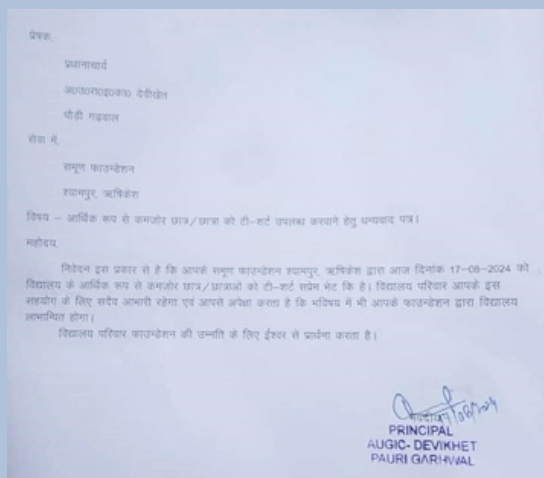 प्रेषक,
प्रधानाचार्य
अ०उ०रा०इ०का० देवीखेत
पौड़ी गढ़वाल
सेवा में,
समूण फाउन्डेशन
श्यामपुर, ऋषिकेश
विषय – आर्थिक रूप से कमजोर छात्र/छात्रा को टी-शर्ट उपलब्ध करवाने हेतु धन्यवाद पत्र।
महोदय,
निवेदन इस प्रकार से है कि आपके समूण फाउन्डेशन श्यामपुर, ऋषिकेश द्वारा आज दिनांक 17-08-2024 को
विद्यालय के आर्थिक रूप से कमजोर छात्र/छात्राओं को टी-शर्ट सप्रेम भेंट कि है। विद्यालय परिवार आपके इस
सहयोग के लिए सदैव आभारी रहेगा एवं आपसे अपेक्षा करता है कि भविष्य में भी आपके फाउन्डेशन द्वारा विद्यालय
लाभान्वित होगा।
विद्यालय परिवार फाउन्डेशन की उन्नति के लिए ईश्वर से प्रार्थना करता है।
PRINCIPAL
AUGIC- DEVIKHET
PAURI GARHWAL